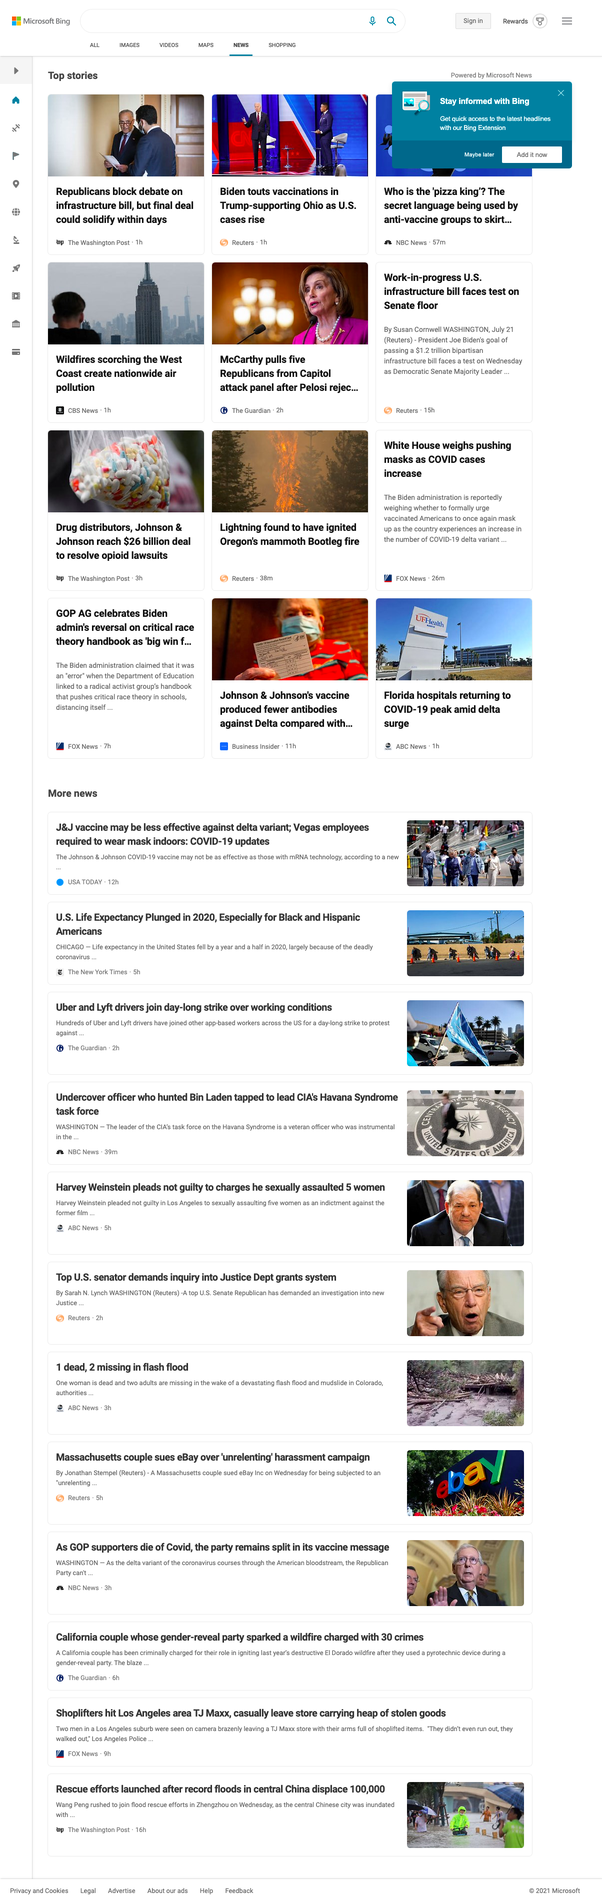 Microsoft Bing
Sign in
Rewards
ALL
IMAGES
VIDEOS
MAPS
NEWS
SHOPPING
Top stories
Powered by Microsoft News
Stay informed with Bing
Get quick access to the latest headlines
with our Bing Extension
Maybe later
Add it now
Republicans block debate on
infrastructure bill, but final deal
could solidify within days
The Washington Post · 1h
Biden touts vaccinations in
Trump-supporting Ohio as U.S.
cases rise
Reuters · 1h
Who is the 'pizza king'? The
secret language being used by
anti-vaccine groups to skirt...
NBC News · 57m
Wildfires scorching the West
Coast create nationwide air
pollution
CBS News · 1h
McCarthy pulls five
Republicans from Capitol
attack panel after Pelosi rejec...
The Guardian · 2h
Work-in-progress U.S.
infrastructure bill faces test on
Senate floor
By Susan Cornwell WASHINGTON, July 21
(Reuters) - President Joe Biden's goal of
passing a $1.2 trillion bipartisan
infrastructure bill faces a test on Wednesday
as Democratic Senate Majority Leader ...
Reuters · 15h
Drug distributors, Johnson &
Johnson reach $26 billion deal
to resolve opioid lawsuits
The Washington Post · 3h
Lightning found to have ignited
Oregon's mammoth Bootleg fire
Reuters · 38m
White House weighs pushing
masks as COVID cases
increase
The Biden administration is reportedly
weighing whether to formally urge
vaccinated Americans to once again mask
up as the country experiences an increase in
the number of COVID-19 delta variant ...
FOX News · 26m
GOP AG celebrates Biden
admin's reversal on critical race
theory handbook as 'big win f...
The Biden administration claimed that it was
an "error" when the Department of Education
linked to a radical activist group's handbook
that pushes critical race theory in schools,
distancing itself ...
FOX News · 7h
Johnson & Johnson's vaccine
produced fewer antibodies
against Delta compared with...
Business Insider · 11h
UFHealth
Florida hospitals returning to
COVID-19 peak amid delta
surge
ABC News · 1h
More news
J&J vaccine may be less effective against delta variant; Vegas employees
required to wear mask indoors: COVID-19 updates
The Johnson & Johnson COVID-19 vaccine may not be as effective as those with mRNA technology, according to a new
...
USA TODAY · 12h
U.S. Life Expectancy Plunged in 2020, Especially for Black and Hispanic
Americans
CHICAGO — Life expectancy in the United States fell by a year and a half in 2020, largely because of the deadly
coronavirus ...
The New York Times · 5h
Uber and Lyft drivers join day-long strike over working conditions
Hundreds of Uber and Lyft drivers have joined other app-based workers across the US for a day-long strike to protest
against ...
The Guardian · 2h
Undercover officer who hunted Bin Laden tapped to lead CIA's Havana Syndrome
task force
WASHINGTON — The leader of the CIA's task force on the Havana Syndrome is a veteran officer who was instrumental
in the ...
NBC News · 39m
Harvey Weinstein pleads not guilty to charges he sexually assaulted 5 women
Harvey Weinstein pleaded not guilty in Los Angeles to sexually assaulting five women as an indictment against the
former film ...
ABC News · 5h
Top U.S. senator demands inquiry into Justice Dept grants system
By Sarah N. Lynch WASHINGTON (Reuters) -A top U.S. Senate Republican has demanded an investigation into new
Justice ...
Reuters · 2h
1 dead, 2 missing in flash flood
One woman is dead and two adults are missing in the wake of a devastating flash flood and mudslide in Colorado,
authorities ...
ABC News · 3h
Massachusetts couple sues eBay over 'unrelenting' harassment campaign
By Jonathan Stempel (Reuters) - A Massachusetts couple sued eBay Inc on Wednesday for being subjected to an
"unrelenting ...
Reuters · 5h
ebay
As GOP supporters die of Covid, the party remains split in its vaccine message
WASHINGTON — As the delta variant of the coronavirus courses through the American bloodstream, the Republican
Party can't ...
NBC News · 3h
California couple whose gender-reveal party sparked a wildfire charged with 30 crimes
A California couple has been criminally charged for their role in igniting last year's destructive El Dorado wildfire after they used a pyrotechnic device during a
gender-reveal party. The blaze ...
The Guardian · 6h
Shoplifters hit Los Angeles area TJ Maxx, casually leave store carrying heap of stolen goods
Two men in a Los Angeles suburb were seen on camera brazenly leaving a TJ Maxx store with their arms full of shoplifted items. "They didn't even run out, they
walked out," Los Angeles Police ...
FOX News · 9h
Rescue efforts launched after record floods in central China displace 100,000
Wang Peng rushed to join flood rescue efforts in Zhengzhou on Wednesday, as the central Chinese city was inundated
with ...
The Washington Post · 16h
Privacy and Cookies
Legal
Advertise
About our ads
Help
Feedback
© 2021 Microsoft